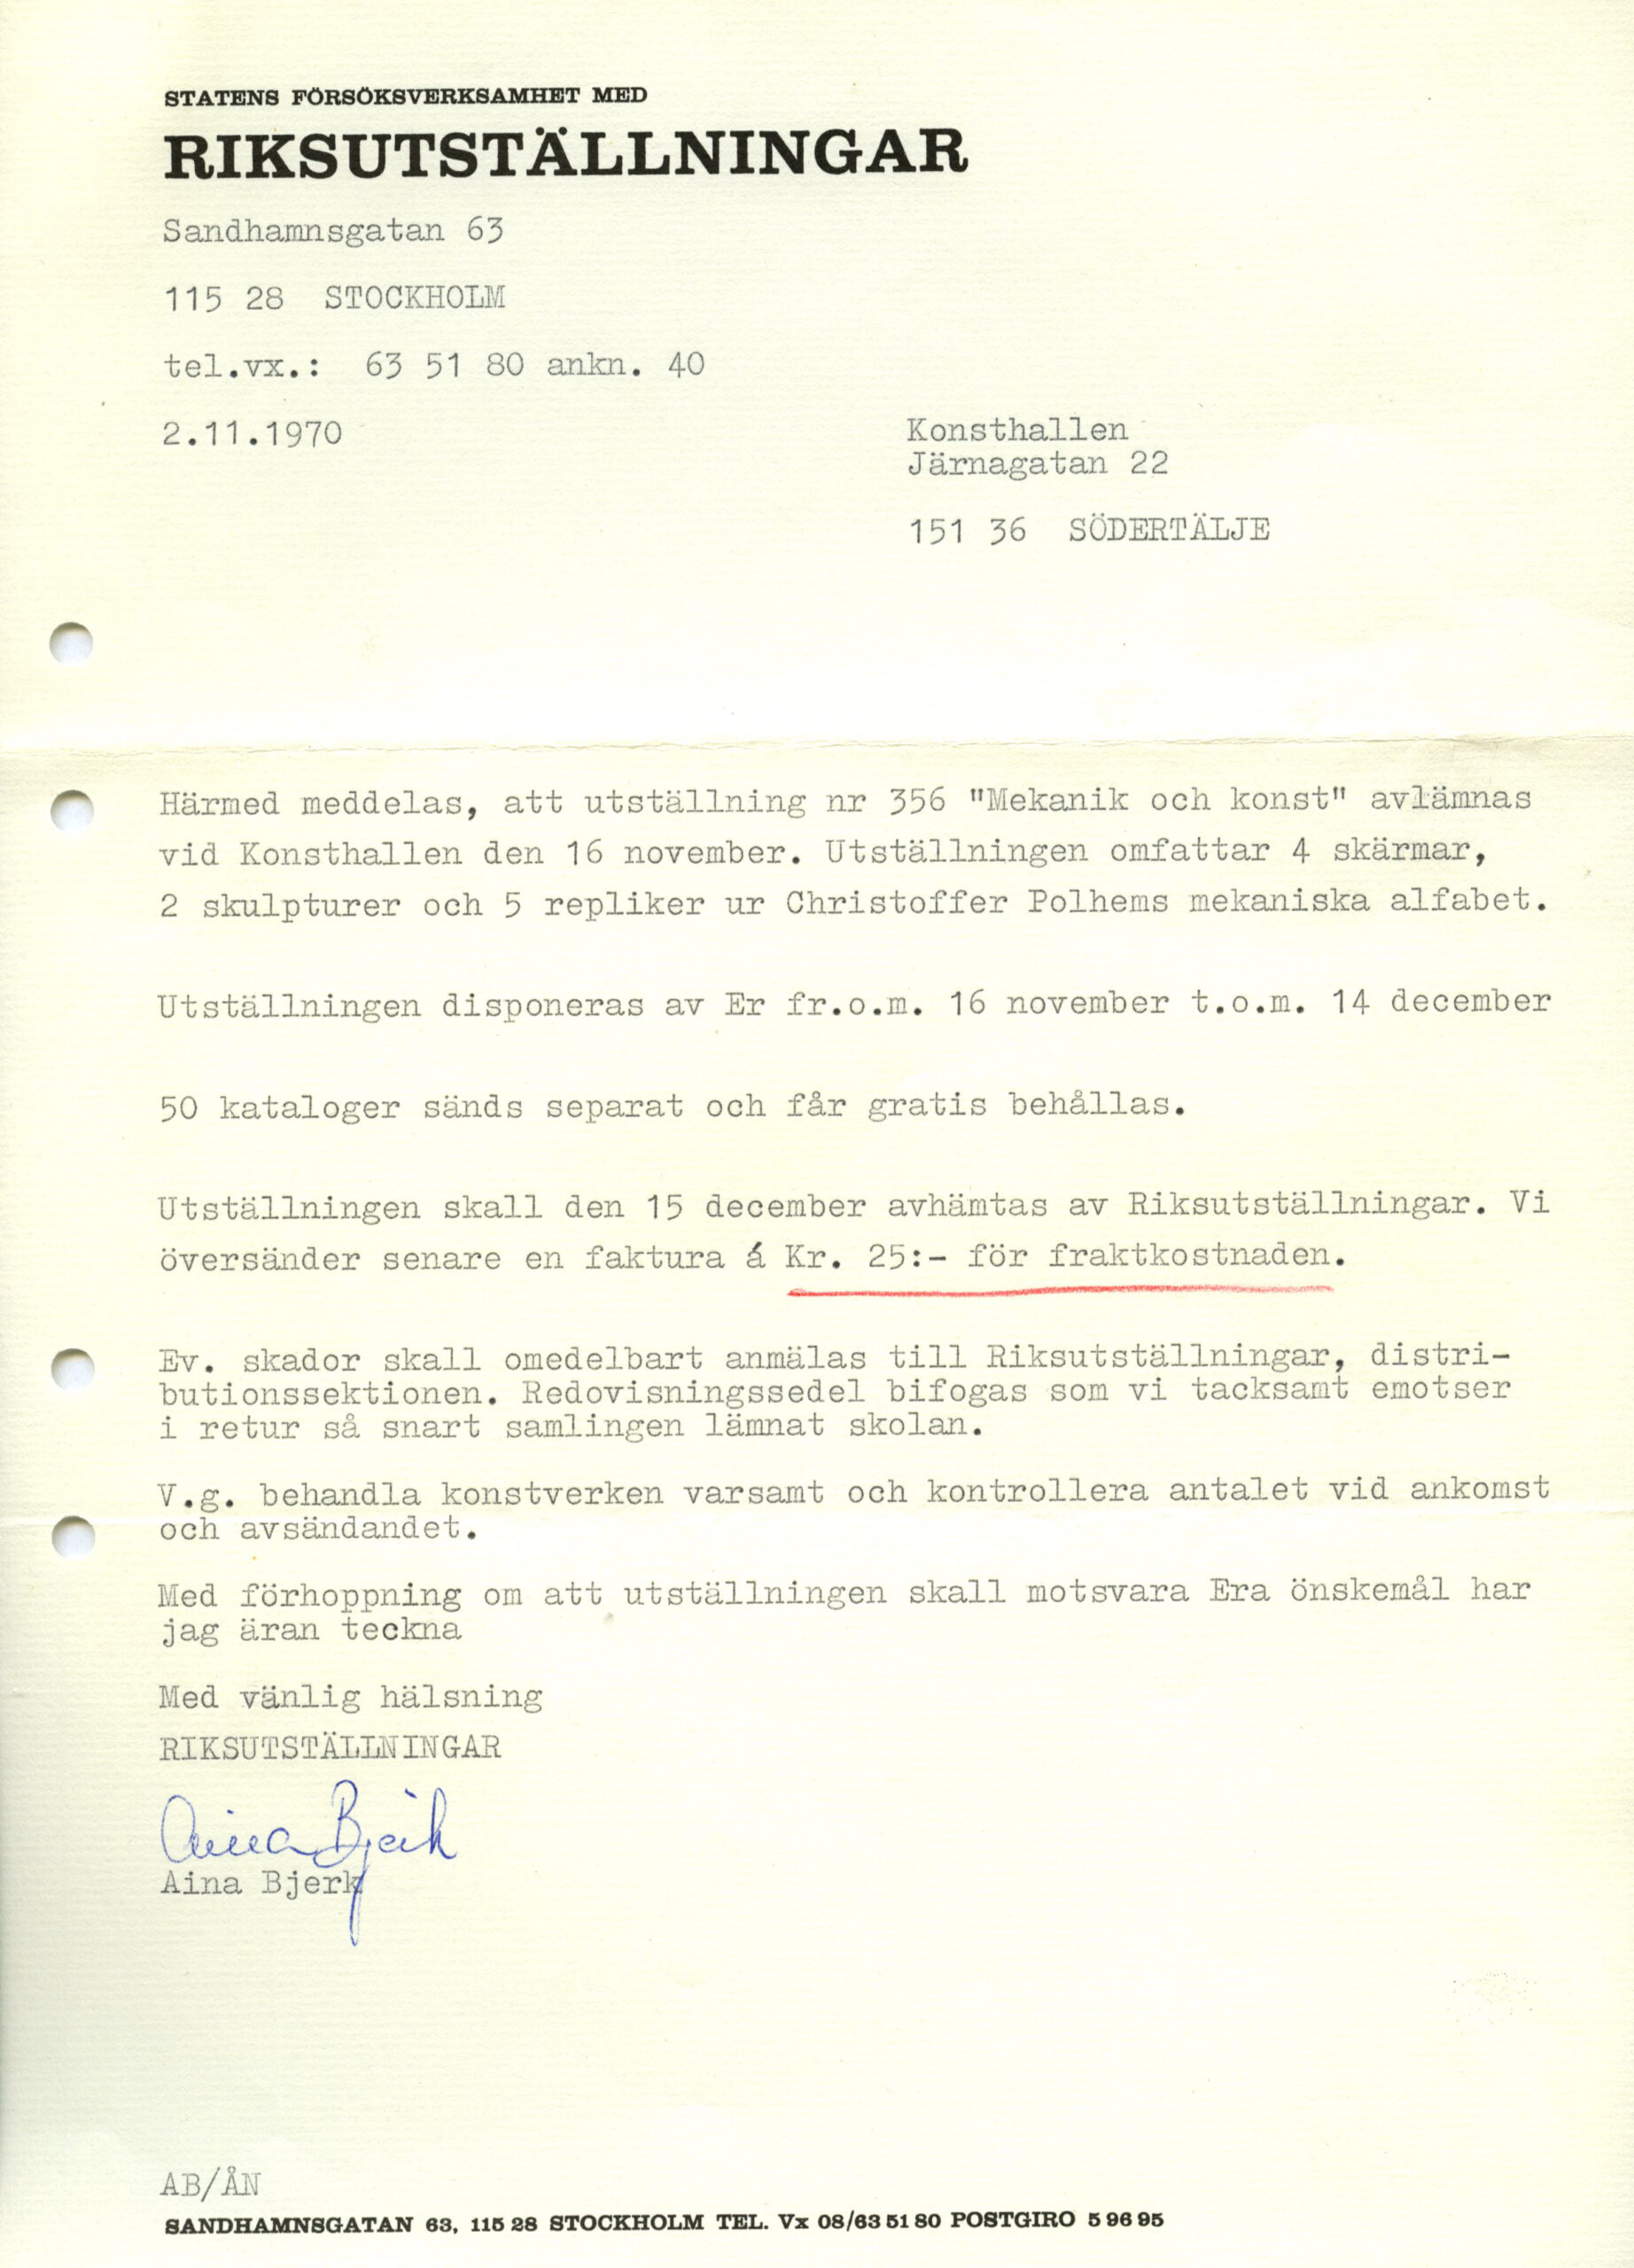 STATENS FÖRSÖKSVERKSAMHET MED
RIKSUTSTÄLLNINGAR
Sandhamnsgatan 63
115 28  STOCKHOLM
tel.vx.:  63 51 80 ankn. 40
2.11.1970
Konsthallen
Järnagatan 22
151 36  SÖDERTÄLJE
Härmed meddelas, att utställning nr 356 "Mekanik och konst" avlämnas
vid Konsthallen den 16 november. Utställningen omfattar 4 skärmar,
2 skulpturer och 5 repliker ur Christoffer Polhems mekaniska alfabet.
Utställningen disponeras av Er fr.o.m. 16 november t.o.m. 14 december
50 kataloger sänds separat och får gratis behållas.
Utställningen skall den 15 december avhämtas av Riksutställningar. Vi
översänder senare en faktura á Kr. 25:- för fraktkostnaden.
Ev. skador skall omedelbart anmälas till Riksutställningar, distri-
butionssektionen. Redovisningssedel bifogas som vi tacksamt emotser
i retur så snart samlingen lämnat skolan.
V.g. behandla konstverken varsamt och kontrollera antalet vid ankomst
och avsändandet.
Med förhoppning om att utställningen skall motsvara Era önskemål har
jag äran teckna
Med vänlig hälsning
RIKSUTSTÄLLNINGAR
Aina Bjerk
Aina Bjerk
AB/ÅN
SANDHAMNSGATAN 63, 115 28 STOCKHOLM TEL. Vx 08/63 51 80 POSTGIRO 5 96 95